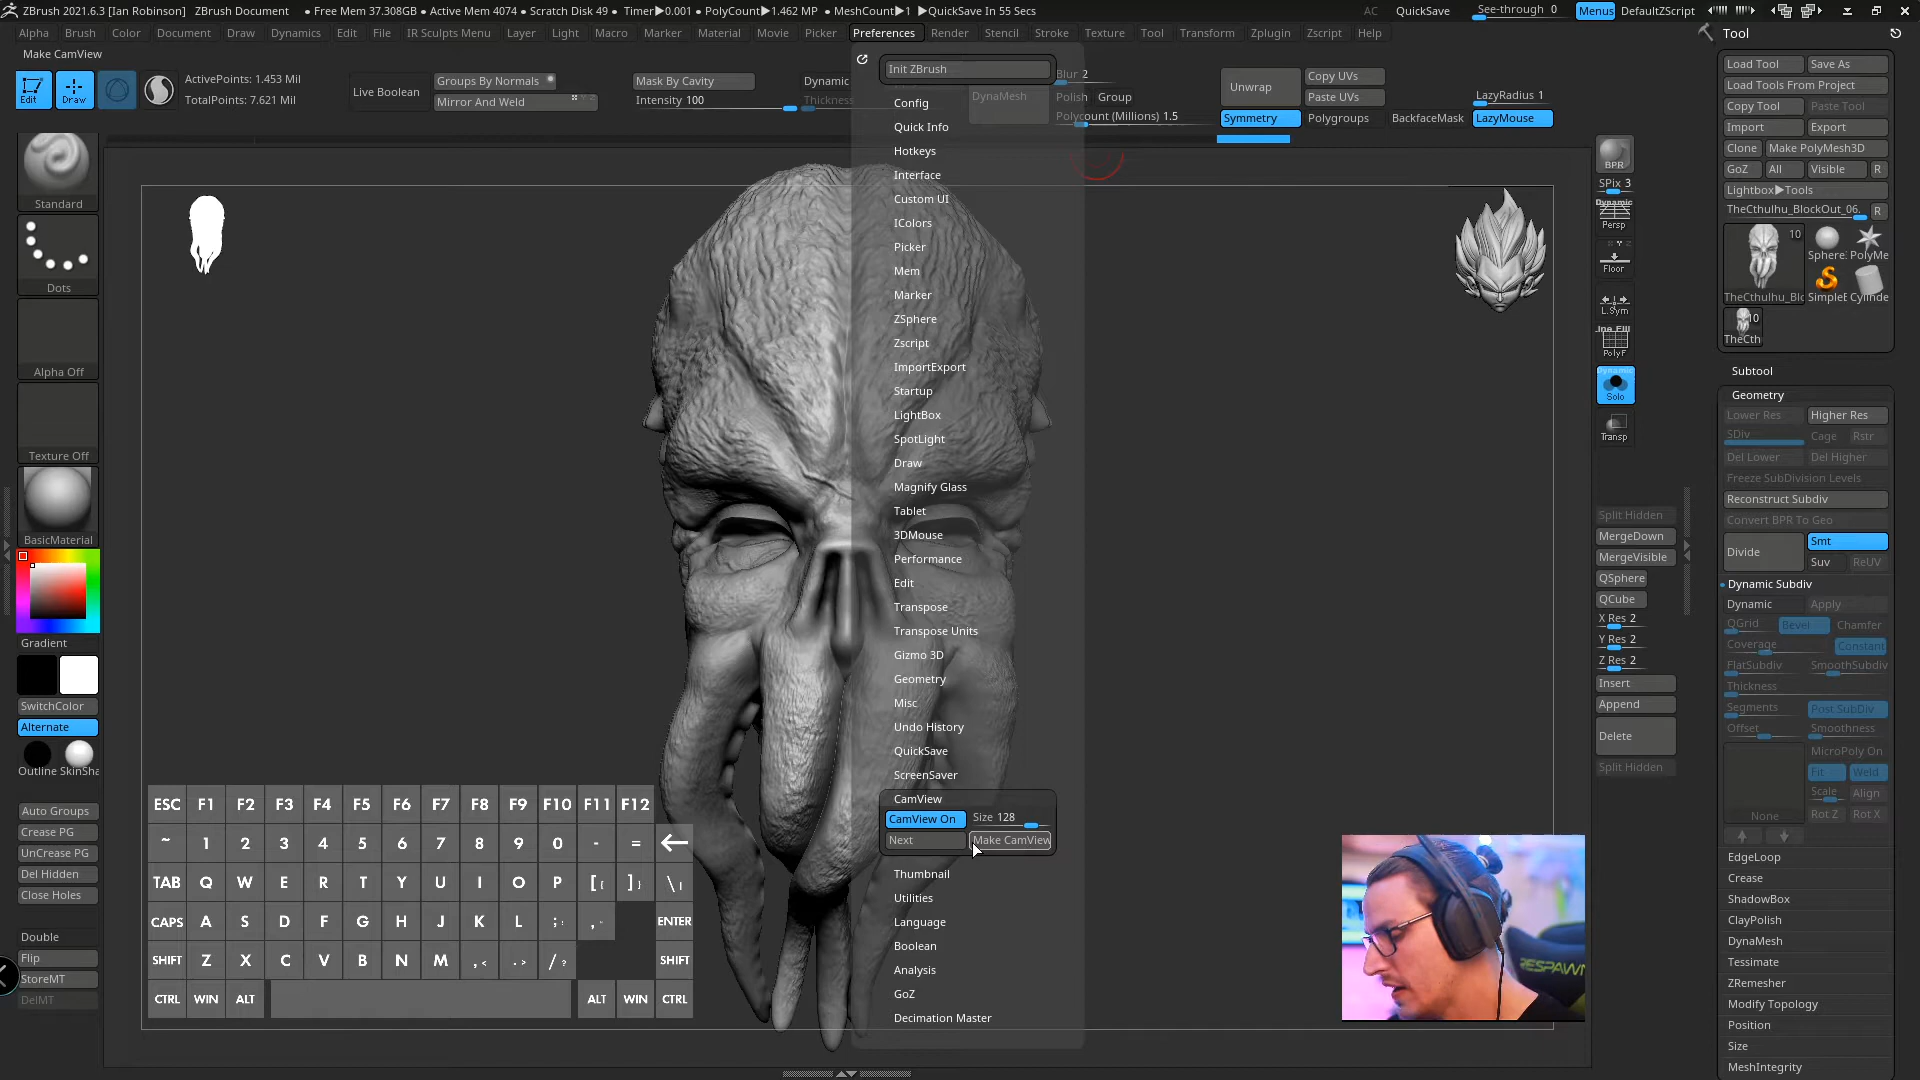 ZBrush 2021.6.3 [Ian Robinson] ZBrush Document ● Free Mem 37.308GB ● Active Mem 4074 ● Scratch Disk 49 ● Timer▶0.001 ● PolyCount▶1.462 MP ● MeshCount▶1 ▶QuickSave In 55 Secs AC QuickSave See-through 0 Menus DefaultZScript
Alpha Brush Color Document Draw Dynamics Edit File IR Sculpts Menu Layer Light Macro Marker Material Movie Picker Preferences Render Stencil Stroke Texture Tool Transform Zplugin Zscript Help
Make CamView
Edit Draw
ActivePoints: 1.453 Mil
TotalPoints: 7.621 Mil
Live Boolean
Groups By Normals
Mirror And Weld
Mask By Cavity
Intensity 100
Dynamic
Thickness
DynaMesh
Blur 2
Polish Group
Polycount (Millions) 1.5
Unwrap
Copy UVs
Paste UVs
Symmetry Polygroups BackfaceMask
LazyRadius 1
LazyMouse
Standard
Dots
Alpha Off
Texture Off
BasicMaterial
Gradient
SwitchColor
Alternate
Outline SkinSha
Auto Groups
Crease PG
UnCrease PG
Del Hidden
Close Holes
Double
Flip
StoreMT
DelMT
Init ZBrush
Config
Quick Info
Hotkeys
Interface
Custom UI
IColors
Picker
Mem
Marker
ZSphere
Zscript
ImportExport
Startup
LightBox
SpotLight
Draw
Magnify Glass
Tablet
3DMouse
Performance
Edit
Transpose
Transpose Units
Gizmo 3D
Geometry
Misc
Undo History
QuickSave
ScreenSaver
CamView
CamView On Size 128
Next Make CamView
Thumbnail
Utilities
Language
Boolean
Analysis
GoZ
Decimation Master
ESC F1 F2 F3 F4 F5 F6 F7 F8 F9 F10 F11 F12
~ 1 2 3 4 5 6 7 8 9 0 - =
TAB Q W E R T Y U I O P [ { ] } \ |
CAPS A S D F G H J K L ; : ENTER
SHIFT Z X C V B N M , < . > / ? SHIFT
CTRL WIN ALT ALT WIN CTRL
RESPAWN
BPR
SPix 3
Dynamic
Persp
Floor
L.Sym
Line Fill
PolyF
Dynamic
Solo
Transp
Split Hidden
MergeDown
MergeVisible
QSphere
QCube
X Res 2
Y Res 2
Z Res 2
Insert
Append
Delete
Split Hidden
Tool
Load Tool Save As
Load Tools From Project
Copy Tool Paste Tool
Import Export
Clone Make PolyMesh3D
GoZ All Visible R
Lightbox▶Tools
TheCthulhu_BlockOut_06. R
10
Sphere. PolyMe
TheCthulhu_Blo SimpleE Cylinde
10
TheCth
Subtool
Geometry
Lower Res Higher Res
SDiv Cage Rstr
Del Lower Del Higher
Freeze SubDivision Levels
Reconstruct Subdiv
Convert BPR To Geo
Divide Smt
Suv ReUV
Dynamic Subdiv
Dynamic Apply
QGrid Bevel Chamfer
Coverage Constant
FlatSubdiv SmoothSubdiv
Thickness
Segments Post SubDiv
Offset Smoothness
MicroPoly On
Fit Weld
Scale Align
None Rot Z Rot X
EdgeLoop
Crease
ShadowBox
ClayPolish
DynaMesh
Tessimate
ZRemesher
Modify Topology
Position
Size
MeshIntegrity